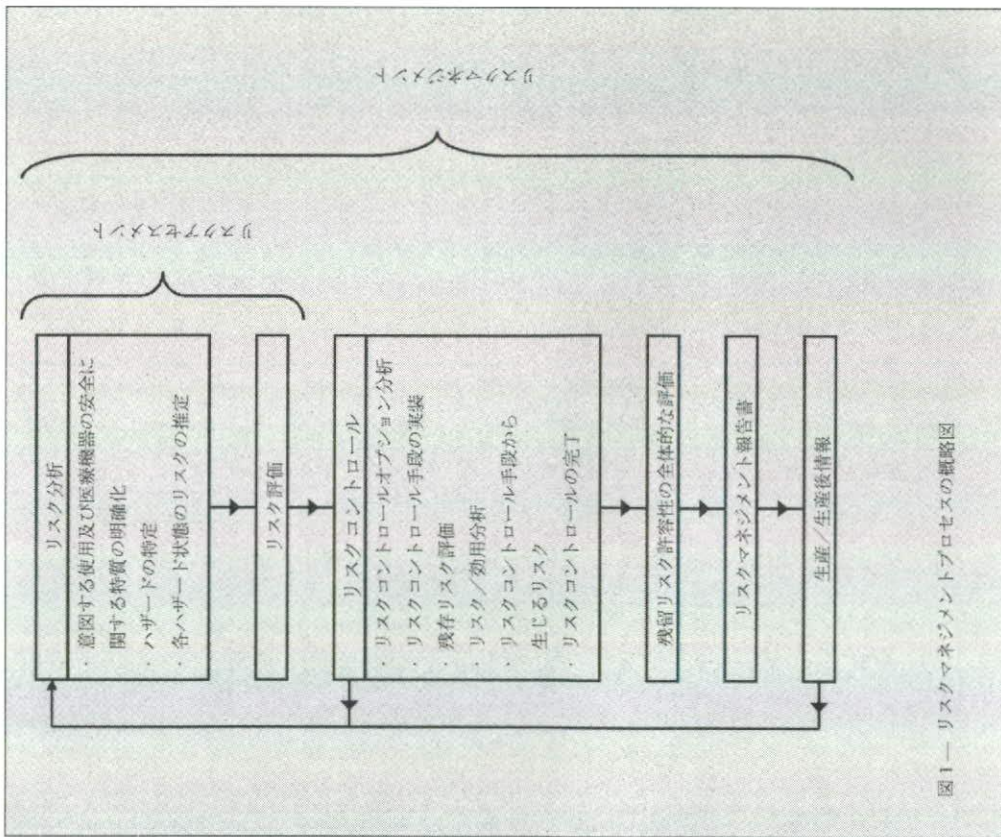 リスク分析
・ 意図する使用及び医療機器の安全に
関する特質の明確化
・ ハザードの特定
・ 各ハザード状態のリスクの推定
リスク評価
リスクコントロール
・ リスクコントロールオプション分析
・ リスクコントロール手段の実装
・ 残存リスク評価
・ リスク／効用分析
・ リスクコントロール手段から
生じるリスク
・ リスクコントロールの完了
残留リスク許容性の全体的な評価
リスクマネジメント報告書
生産／生産後情報
リスクアセスメント
リスクマネジメント
図 1 — リスクマネジメントプロセスの概略図